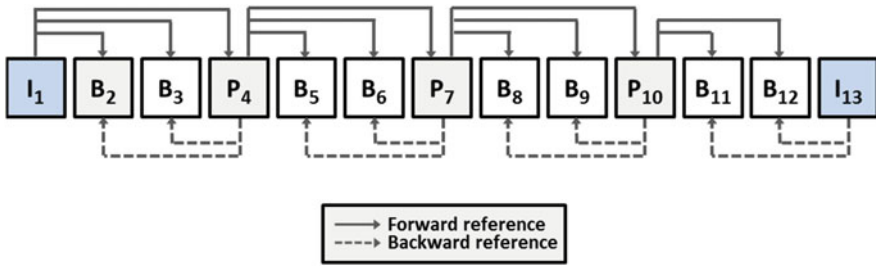 I₁ B₂ B₃ P₄ B₅ B₆ P₇ B₈ B₉ P₁₀ B₁₁ B₁₂ I₁₃
Forward reference
Backward reference